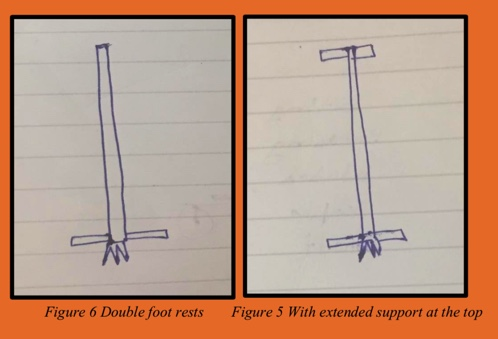 Figure 6 Double foot rests
Figure 5 With extended support at the top